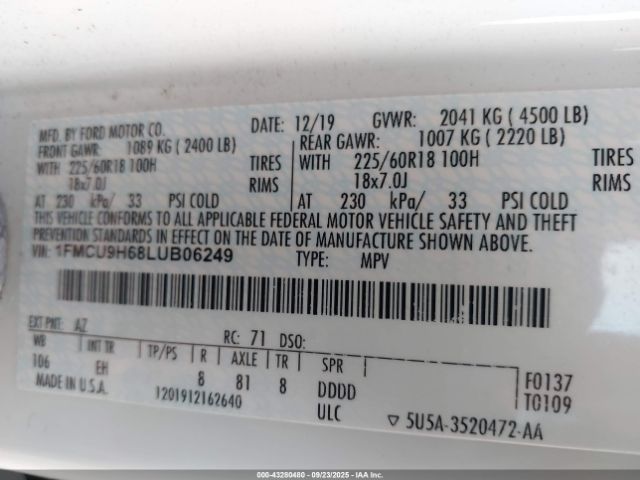 MFD. BY FORD MOTOR CO.
DATE: 12/19 GVWR: 2041 KG ( 4500 LB)
FRONT GAWR: 1089 KG ( 2400 LB)
REAR GAWR: 1007 KG ( 2220 LB)
WITH 225/60R18 100H TIRES
WITH 225/60R18 100H TIRES
18x7.0J RIMS
18x7.0J RIMS
AT 230 kPa/ 33 PSI COLD
AT 230 kPa/ 33 PSI COLD
THIS VEHICLE CONFORMS TO ALL APPLICABLE FEDERAL MOTOR VEHICLE SAFETY AND THEFT
PREVENTION STANDARDS IN EFFECT ON THE DATE OF MANUFACTURE SHOWN ABOVE.
VIN: 1FMCU9H68LUB06249 TYPE: MPV
EXT PNT: AZ RC: 71 DSO:
WB INT TR TP/PS R AXLE TR SPR
106 EH 8 81 8 DDDD F0137
MADE IN U.S.A. 1201912162640 ULC T0109
5U5A-3520472-AA
000-43280480 - 09/23/2025 - IAA